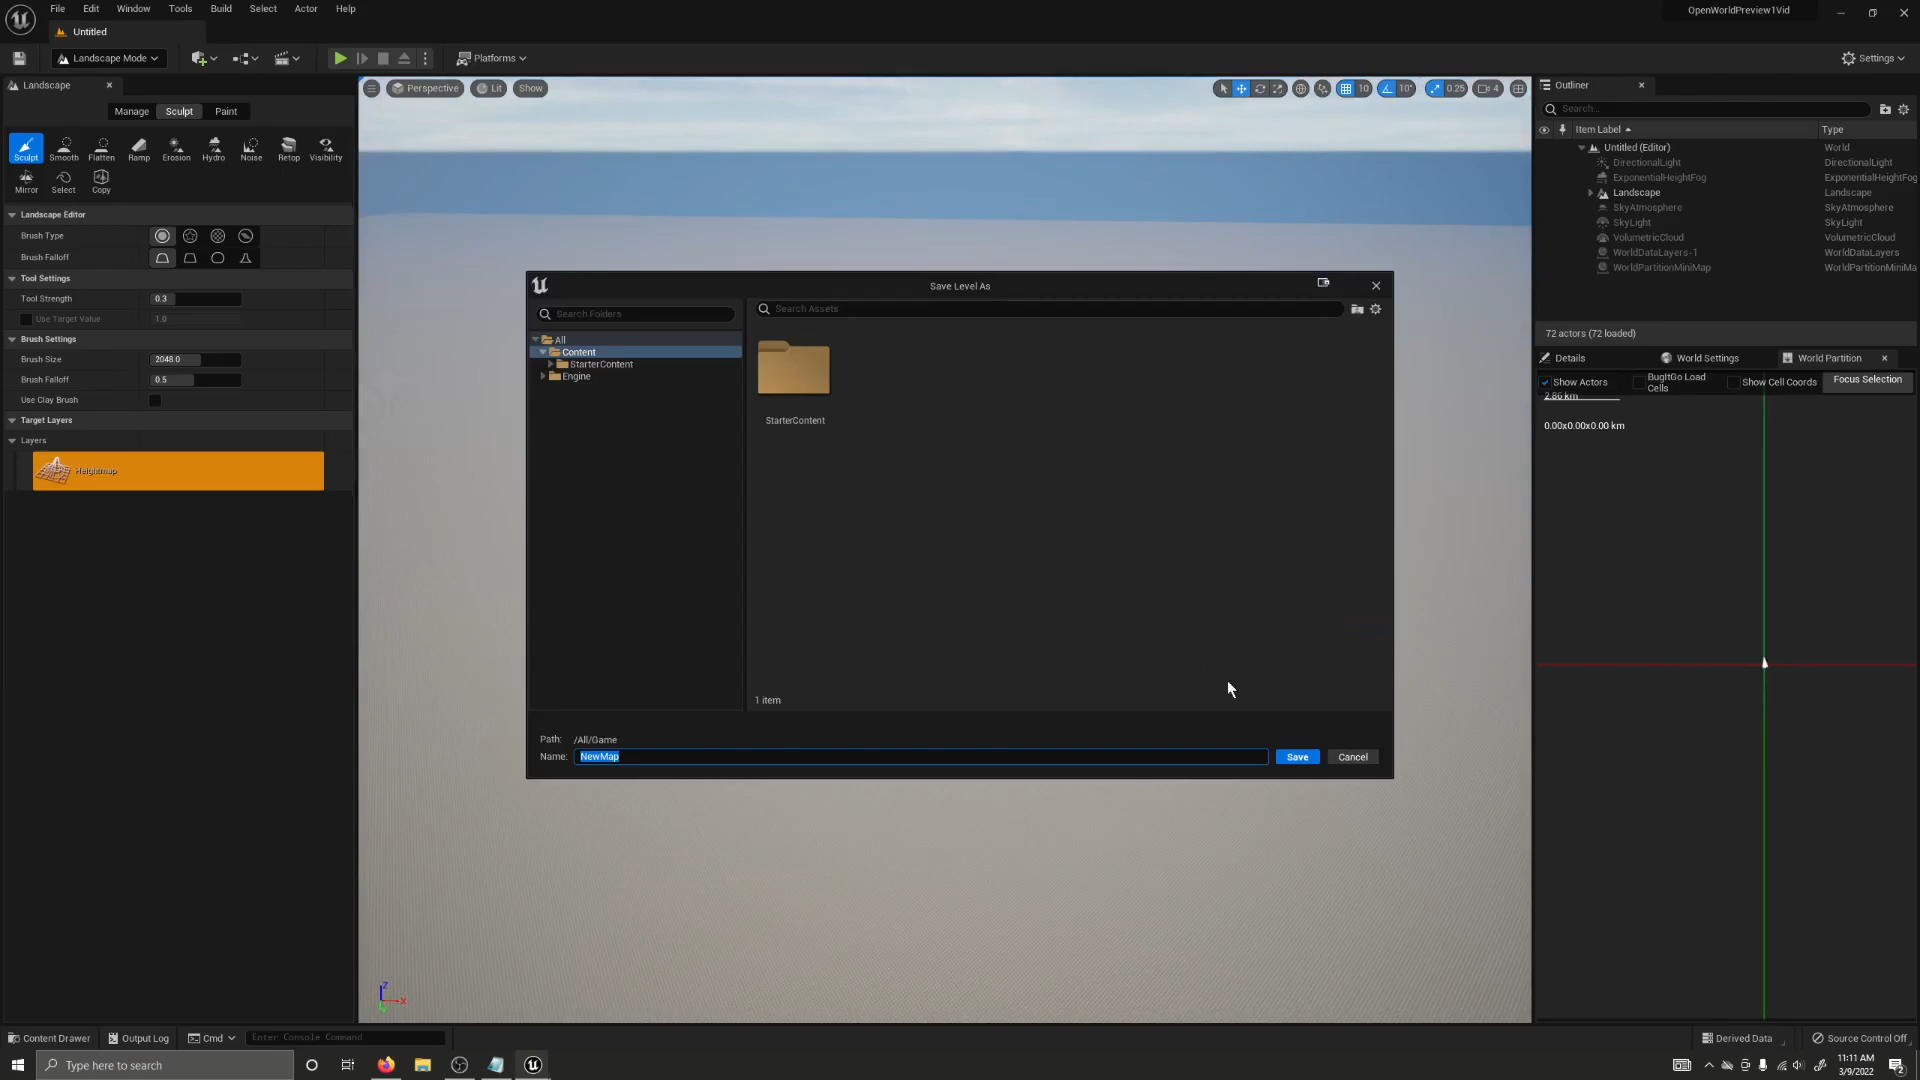 File Edit Window Tools Build Select Actor Help
OpenWorldPreview1Vid
Untitled
Landscape Mode
Platforms
Settings
Landscape
Manage Sculpt Paint
Sculpt Smooth Flatten Ramp Erosion Hydro Noise Retop Visibility
Mirror Select Copy
Landscape Editor
Brush Type
Brush Falloff
Tool Settings
Tool Strength 0.3
Use Target Value 1.0
Brush Settings
Brush Size 2048.0
Brush Falloff 0.5
Use Clay Brush
Target Layers
Layers
Heightmap
Perspective Lit Show
10 10° 0.25 4
Save Level As
Search Folders
Search Assets
All
Content
StarterContent
Engine
StarterContent
1 item
Path: /All/Game
Name: NewMap
Save Cancel
Outliner
Search...
Item Label Type
Untitled (Editor) World
DirectionalLight DirectionalLight
ExponentialHeightFog ExponentialHeightFog
Landscape Landscape
SkyAtmosphere SkyAtmosphere
SkyLight SkyLight
VolumetricCloud VolumetricCloud
WorldDataLayers-1 WorldDataLayers
WorldPartitionMiniMap WorldPartitionMiniMa
72 actors (72 loaded)
Details World Settings World Partition
Show Actors BugItGo Load Cells Show Cell Coords Focus Selection
2.86 km
0.00x0.00x0.00 km
Z
X
Content Drawer Output Log Cmd Enter Console Command
Derived Data Source Control Off
Type here to search
11:11 AM
3/9/2022
2